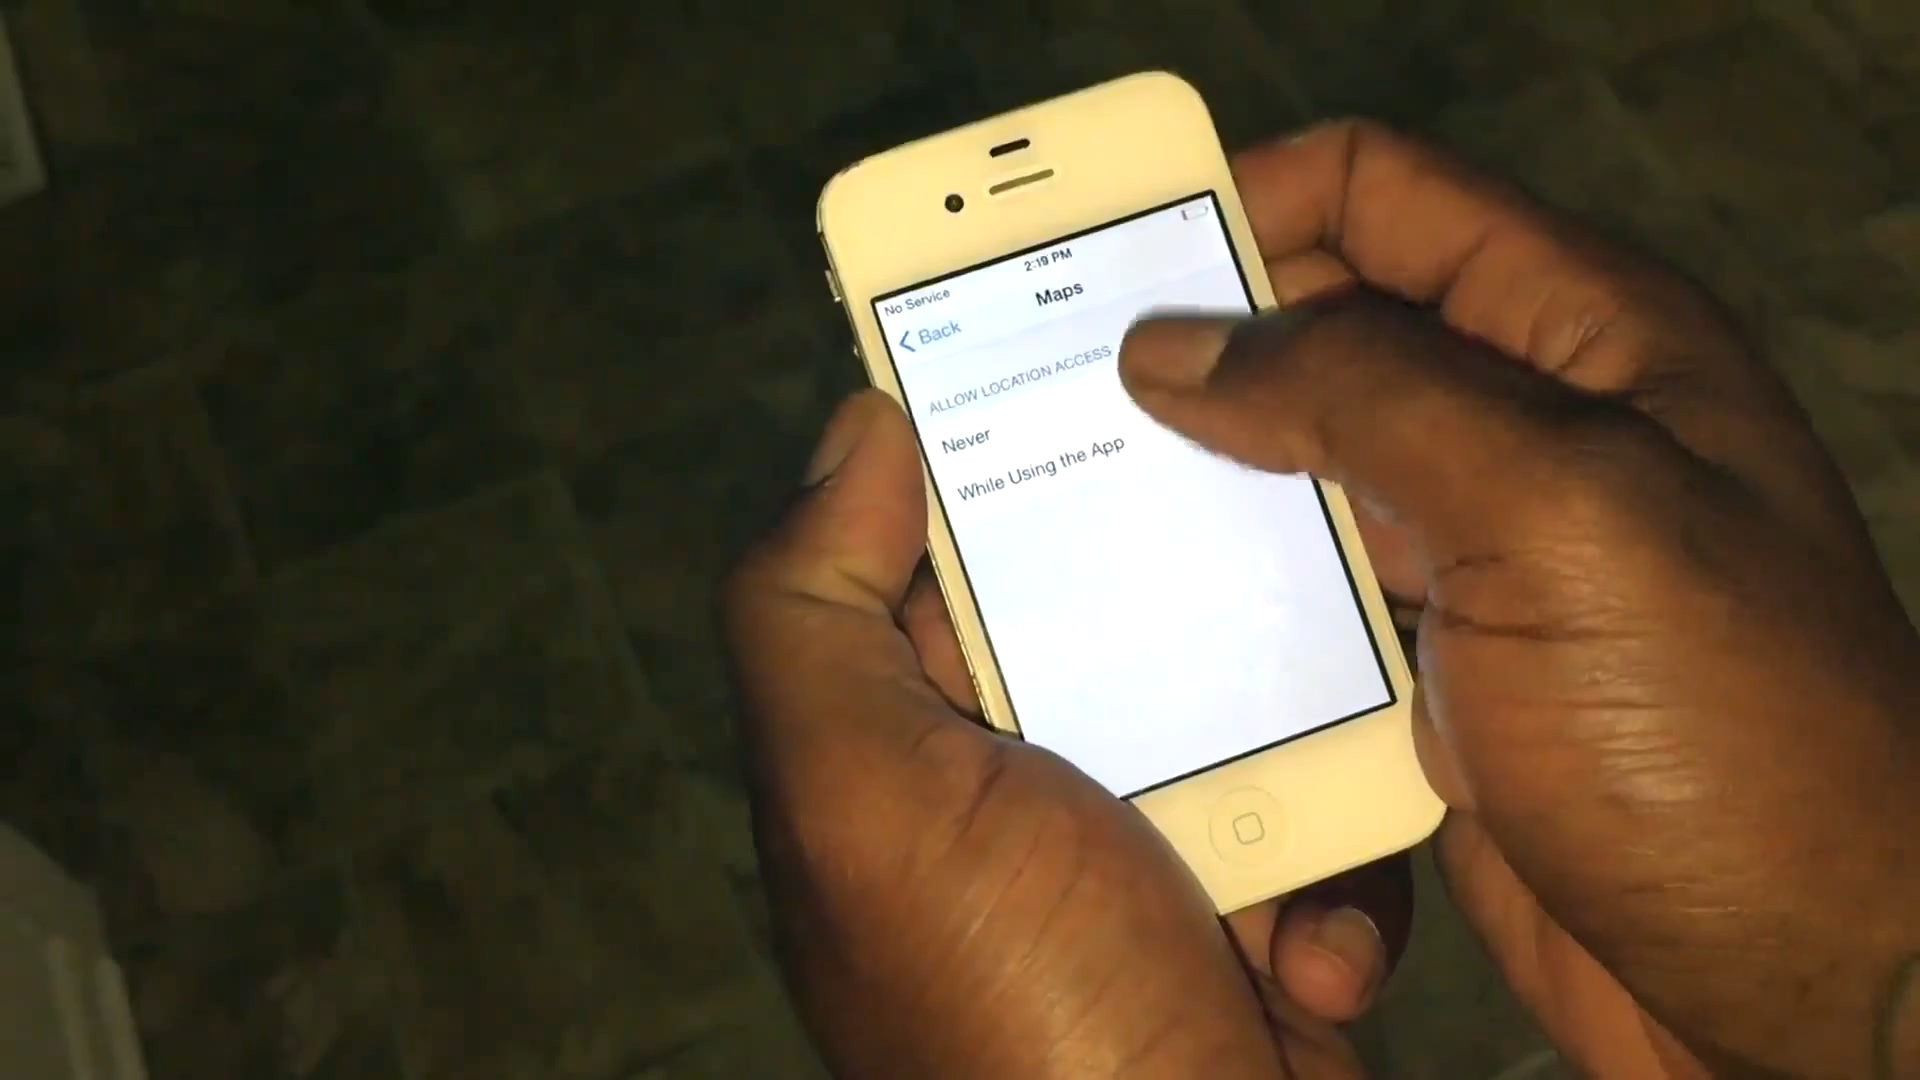 No Service
2:19 PM
Back
Maps
ALLOW LOCATION ACCESS
Never
While Using the App